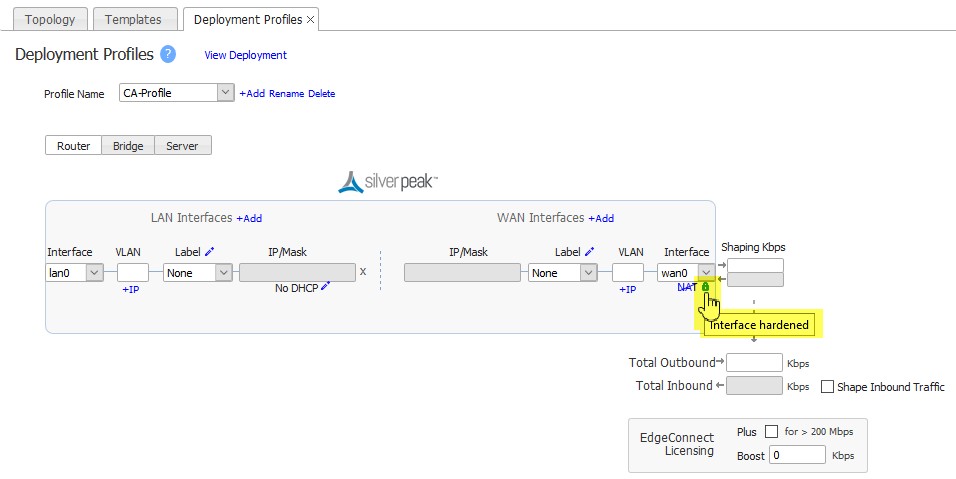 Topology Templates Deployment Profiles ×
Deployment Profiles ? View Deployment
Profile Name CA-Profile +Add Rename Delete
Router Bridge Server
silver peak™
LAN Interfaces +Add WAN Interfaces +Add
Interface VLAN Label IP/Mask IP/Mask Label VLAN Interface Shaping Kbps
lan0 None x None wan0
+IP No DHCP +IP NAT
Interface hardened
Total Outbound Kbps
Total Inbound Kbps Shape Inbound Traffic
EdgeConnect Licensing Plus for > 200 Mbps
Boost 0 Kbps